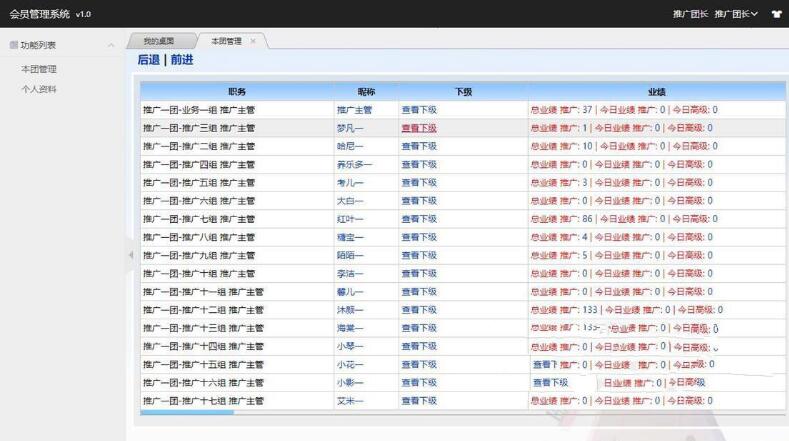 会员管理系统 v1.0
推广团长 推广团长
功能列表
本团管理
个人资料
我的桌面 本团管理
后退 | 前进
职务 昵称 下级 业绩
推广一团-业务一组 推广主管 推广主管 查看下级 总业绩 推广: 37 | 今日业绩 推广: 0 | 今日高级: 0
推广一团-推广三组 推广主管 梦凡一 查看下级 总业绩 推广: 1 | 今日业绩 推广: 0 | 今日高级: 0
推广一团-推广二组 推广主管 哈尼一 查看下级 总业绩 推广: 10 | 今日业绩 推广: 0 | 今日高级: 0
推广一团-推广四组 推广主管 养乐多一 查看下级 总业绩 推广: 0 | 今日业绩 推广: 0 | 今日高级: 0
推广一团-推广五组 推广主管 考儿一 查看下级 总业绩 推广: 3 | 今日业绩 推广: 0 | 今日高级: 0
推广一团-推广六组 推广主管 大白一 查看下级 总业绩 推广: 0 | 今日业绩 推广: 0 | 今日高级: 0
推广一团-推广七组 推广主管 红叶一 查看下级 总业绩 推广: 86 | 今日业绩 推广: 0 | 今日高级: 0
推广一团-推广八组 推广主管 糖宝一 查看下级 总业绩 推广: 4 | 今日业绩 推广: 0 | 今日高级: 0
推广一团-推广九组 推广主管 陌陌一 查看下级 总业绩 推广: 5 | 今日业绩 推广: 0 | 今日高级: 0
推广一团-推广十组 推广主管 李洁一 查看下级 总业绩 推广: 0 | 今日业绩 推广: 0 | 今日高级: 0
推广一团-推广十一组 推广主管 馨儿一 查看下级 总业绩 推广: 0 | 今日业绩 推广: 0 | 今日高级: 0
推广一团-推广十二组 推广主管 沐颜一 查看下级 总业绩 推广: 133 | 今日业绩 推广: 0 | 今日高级: 0
推广一团-推广十三组 推广主管 海棠一 查看下级 总业绩 推广: 总业绩 推广: 0 | 今日高级: 0
推广一团-推广十四组 推广主管 小琴一 查看下级 总业绩 推广: 0 | 今日总业绩 推广: 0 | 今日高级: 0
推广一团-推广十五组 推广主管 小花一 查看下级 查看下 推广: 0 | 今日业绩 推广: 0 | 今日高级: 0
推广一团-推广十六组 推广主管 小影一 查看下级 查看下级 日业绩 推广: 0 | 今日高级
推广一团-推广十七组 推广主管 艾米一 查看下级 总业绩 推广: 0 | 今日业绩 推广: 0 | 今日高级: 0